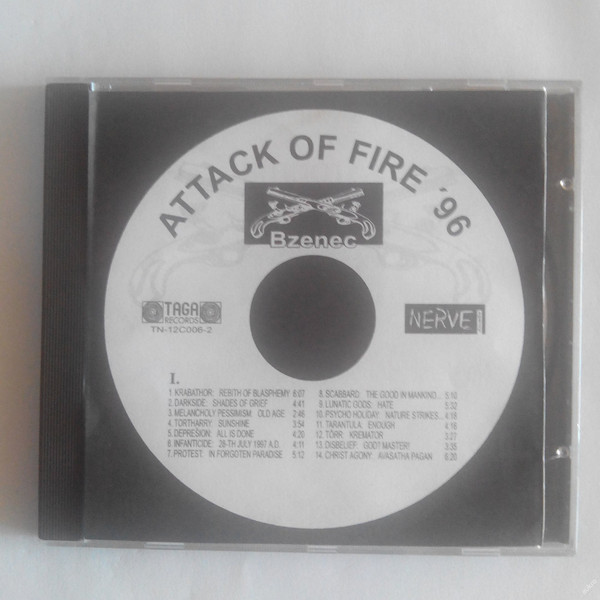 ATTACK OF FIRE ´96
Bzenec
TAGA
RECORDS
TN-12C006-2
NERVE
I.
1. KRABATHOR: REBITH OF BLASPHEMY 6:07
2. DARKSIDE: SHADES OF GRIEF 4:41
3. MELANCHOLY PESSIMISM OLD AGE 2:46
4. TORTHARRY SUNSHINE 3:54
5. DEPRESION: ALL IS DONE 4:20
6. INFANTICIDE: 28-TH JULY 1997 A.D. 4:11
7. PROTEST: IN FORGOTEN PARADISE 5:12
8. SCABBARD: THE GOOD IN MANKIND... 5:10
9. LUNATIC GODS: HATE 5:32
10. PSYCHO HOLIDAY: NATURE STRIKES... 4:18
11. TARANTULA: ENOUGH 4:16
12. TÖRR: KREMATOR 3:27
13. DISBELIEF: GOD? MASTER! 3:35
14. CHRIST AGONY: AVASATHA PAGAN 6:20